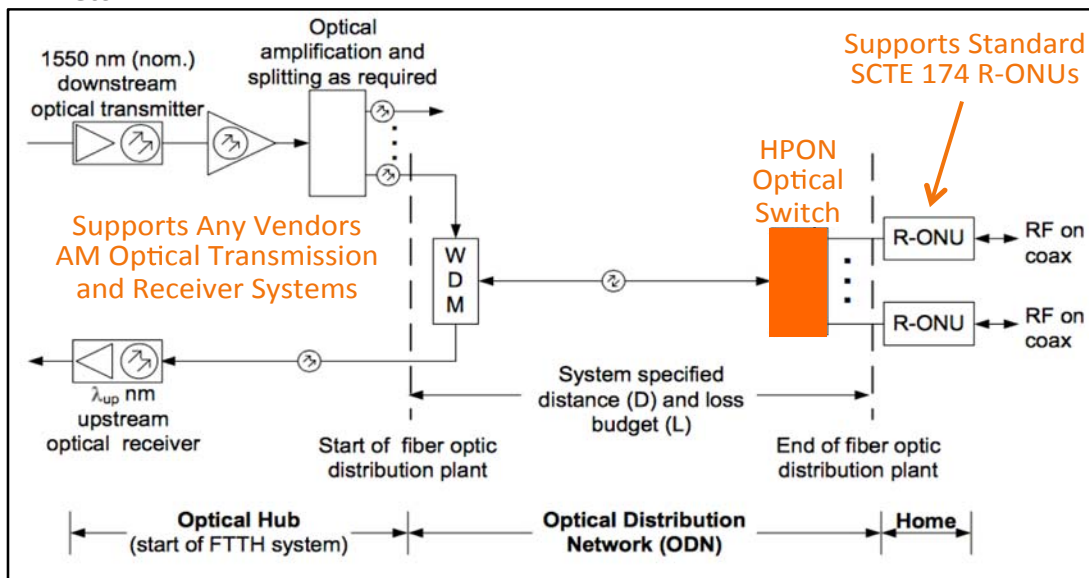 Optical
amplification and
splitting as required
1550 nm (nom.)
downstream
optical transmitter
Supports Standard
SCTE 174 R-ONUs
HPON
Optical
Switch
Supports Any Vendors
AM Optical Transmission
and Receiver Systems
W
D
M
R-ONU
RF on
coax
R-ONU
RF on
coax
λup nm
upstream
optical receiver
System specified
distance (D) and loss
budget (L)
Start of fiber optic
distribution plant
End of fiber optic
distribution plant
Optical Hub
(start of FTTH system)
Optical Distribution
Network (ODN)
Home